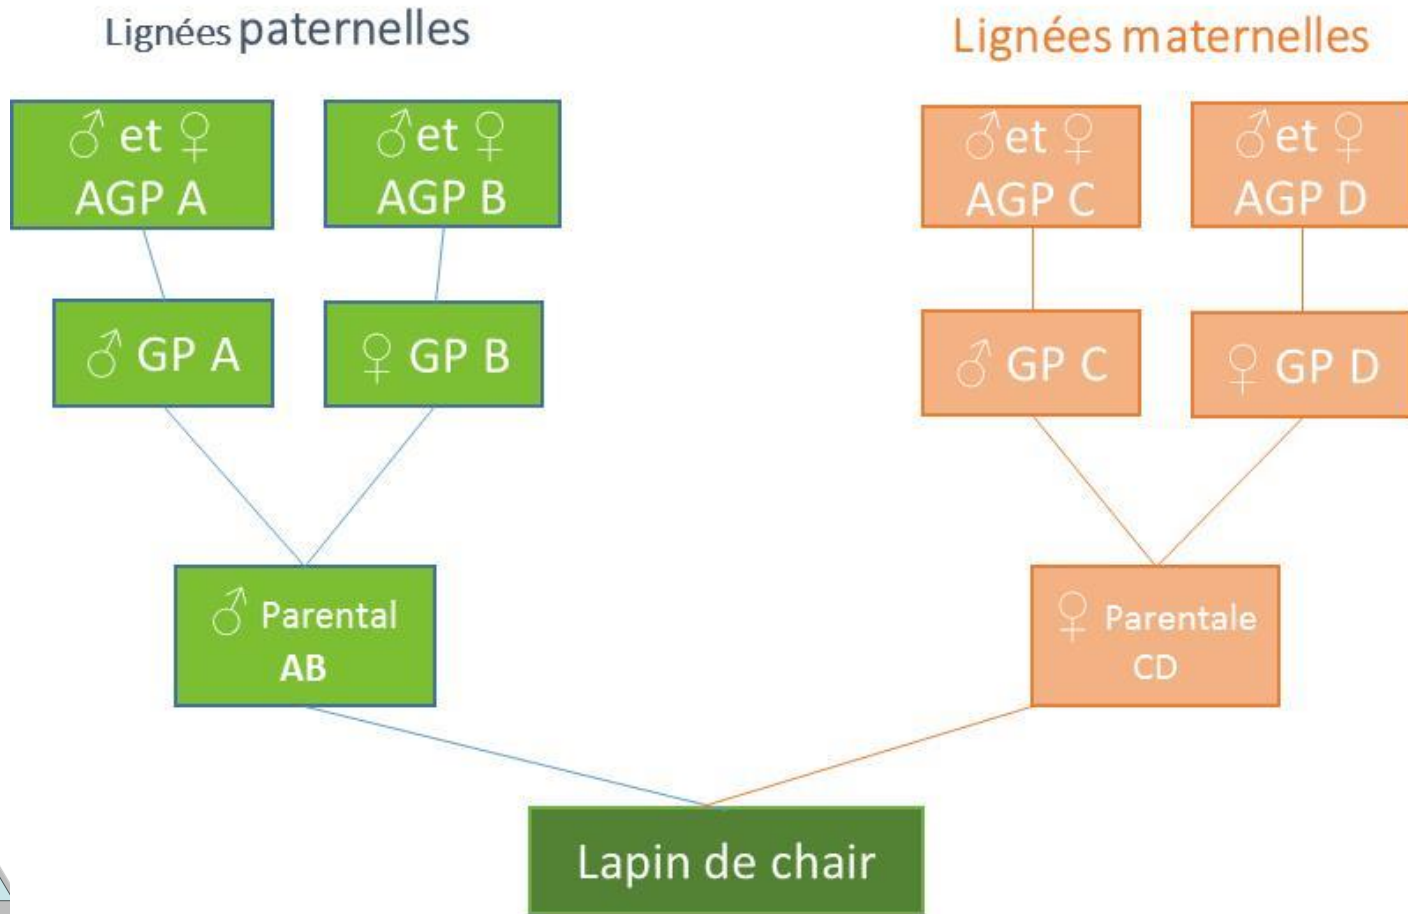 Lignées paternelles
Lignées maternelles
♂ et ♀
AGP A
♂ et ♀
AGP B
♂ et ♀
AGP C
♂ et ♀
AGP D
♂ GP A
♀ GP B
♂ GP C
♀ GP D
♂ Parental
AB
♀ Parentale
CD
Lapin de chair